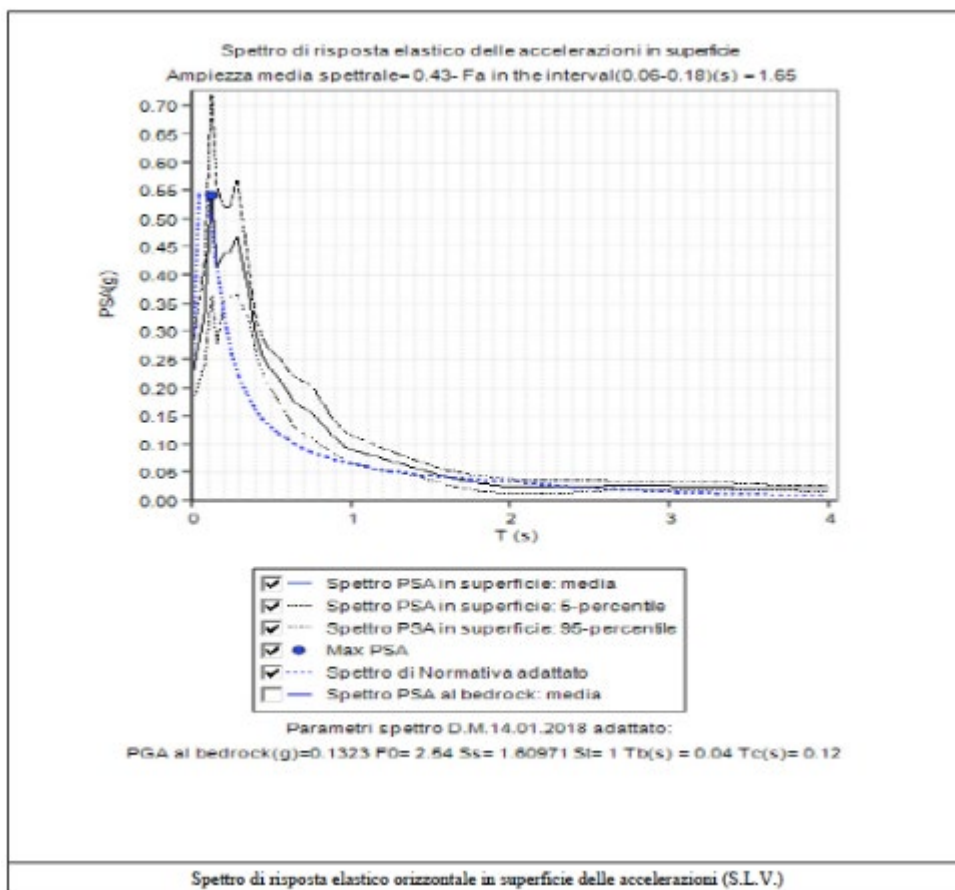 Spettro di risposta elastico delle accelerazioni in superficie
Ampiezza media spettrale= 0.43- Fa in the interval(0.06-0.18)(s) =1.65
0.70
0.65
0.60
0.55
0.50
0.45
0.40
0.35
0.30
0.25
0.20
0.15
0.10
0.05
0.00
PSA(g)
0 1 2 3 4
T (s)
Spettro PSA in superficie: media
Spettro PSA in superficie: 5-percentile
Spettro PSA in superficie: 95-percentile
Max PSA
Spettro di Normativa adattato
Spettro PSA al bedrock: media
Parametri spettro D.M.14.01.2018 adattato:
PGA al bedrock(g)=0.1323 F0= 2.54 Ss= 1.60971 St= 1 Tb(s) = 0.04 Tc(s)= 0.12
Spettro di risposta elastico orizzontale in superficie delle accelerazioni (S.L.V.)